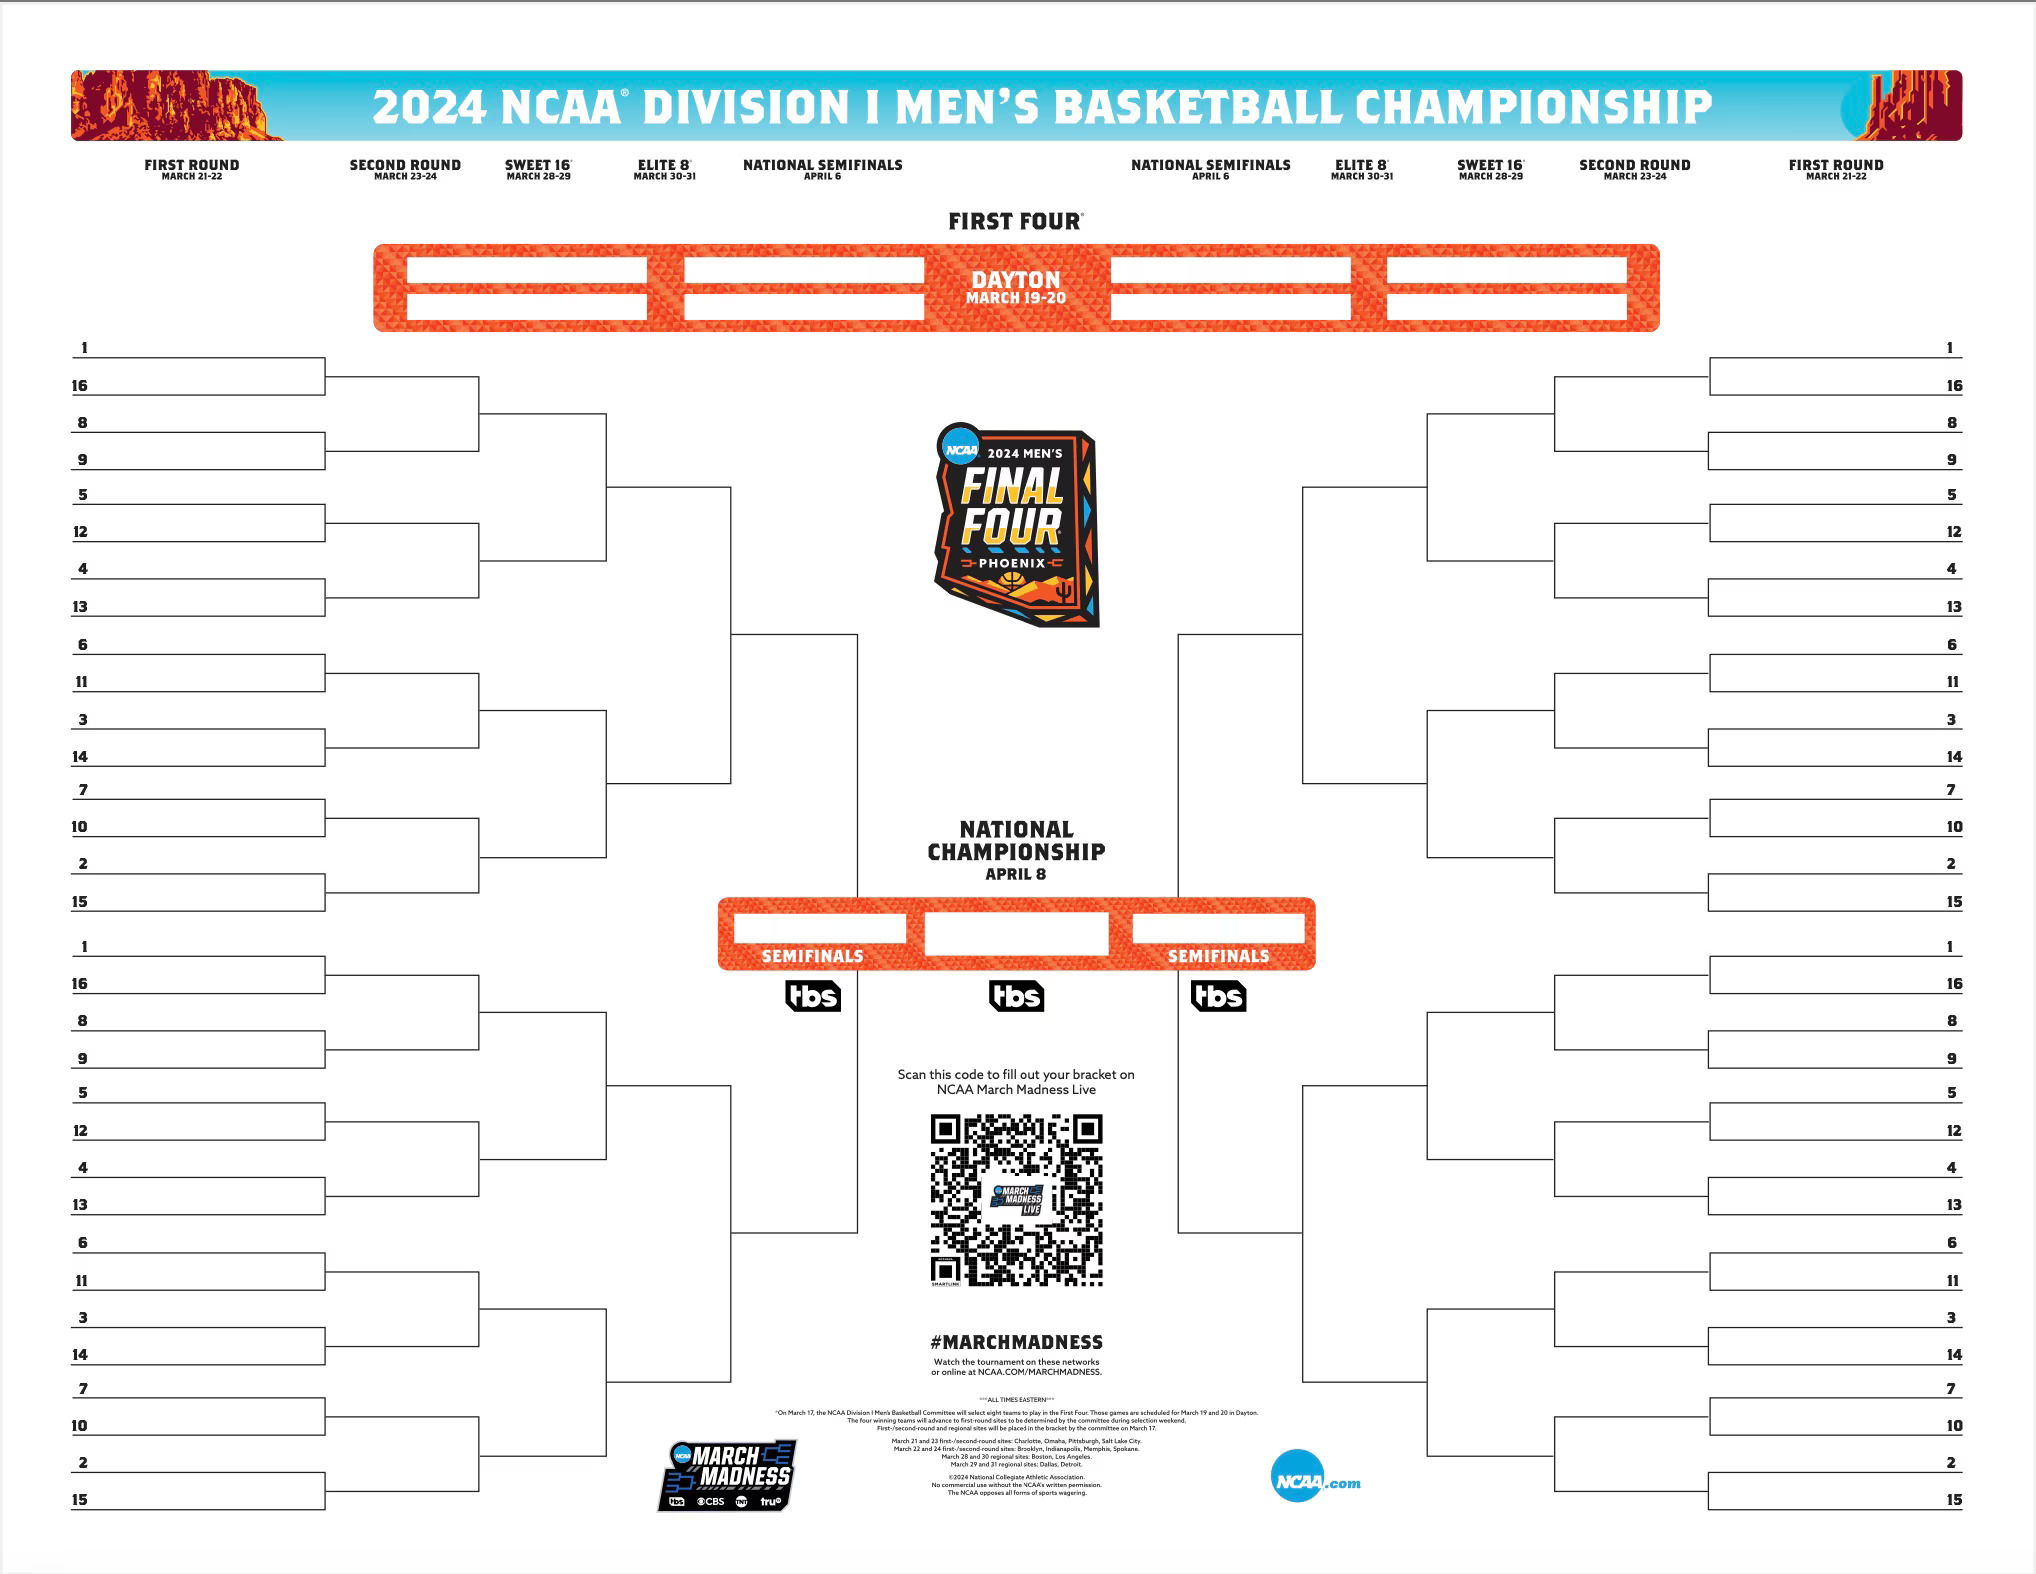 2024 NCAA® DIVISION I MEN'S BASKETBALL CHAMPIONSHIP
FIRST ROUND
MARCH 21-22
SECOND ROUND
MARCH 23-24
SWEET 16
MARCH 28-29
ELITE 8
MARCH 30-31
NATIONAL SEMIFINALS
APRIL 6
NATIONAL SEMIFINALS
APRIL 6
ELITE 8
MARCH 30-31
SWEET 16
MARCH 28-29
SECOND ROUND
MARCH 23-24
FIRST ROUND
MARCH 21-22
FIRST FOUR
DAYTON
MARCH 19-20
1
16
8
9
5
12
4
13
6
11
3
14
7
10
2
15
1
16
8
9
5
12
4
13
6
11
3
14
7
10
2
15
NCAA
2024 MEN'S
FINAL
FOUR
PHOENIX
NATIONAL
CHAMPIONSHIP
APRIL 8
SEMIFINALS
SEMIFINALS
tbs
tbs
tbs
Scan this code to fill out your bracket on
NCAA March Madness Live
MARCH
MADNESS
LIVE
SMARTLINK
#MARCHMADNESS
Watch the tournament on these networks
or online at NCAA.COM/MARCHMADNESS.
***ALL TIMES EASTERN***
*On March 17, the NCAA Division I Men's Basketball Committee will select eight teams to play in the First Four. Those games are scheduled for March 19 and 20 in Dayton.
The four winning teams will advance to first-round sites to be determined by the committee during selection weekend.
First-/second-round and regional sites will be placed in the bracket by the committee on March 17.
March 21 and 23 first-/second-round sites: Charlotte, Omaha, Pittsburgh, Salt Lake City.
March 22 and 24 first-/second-round sites: Brooklyn, Indianapolis, Memphis, Spokane.
March 28 and 30 regional sites: Boston, Los Angeles.
March 29 and 31 regional sites: Dallas, Detroit.
©2024 National Collegiate Athletic Association.
No commercial use without the NCAA's written permission.
The NCAA opposes all forms of sports wagering.
NCAA
MARCH
MADNESS
tbs CBS TNT tru
NCAA.com
1
16
8
9
5
12
4
13
6
11
3
14
7
10
2
15
1
16
8
9
5
12
4
13
6
11
3
14
7
10
2
15